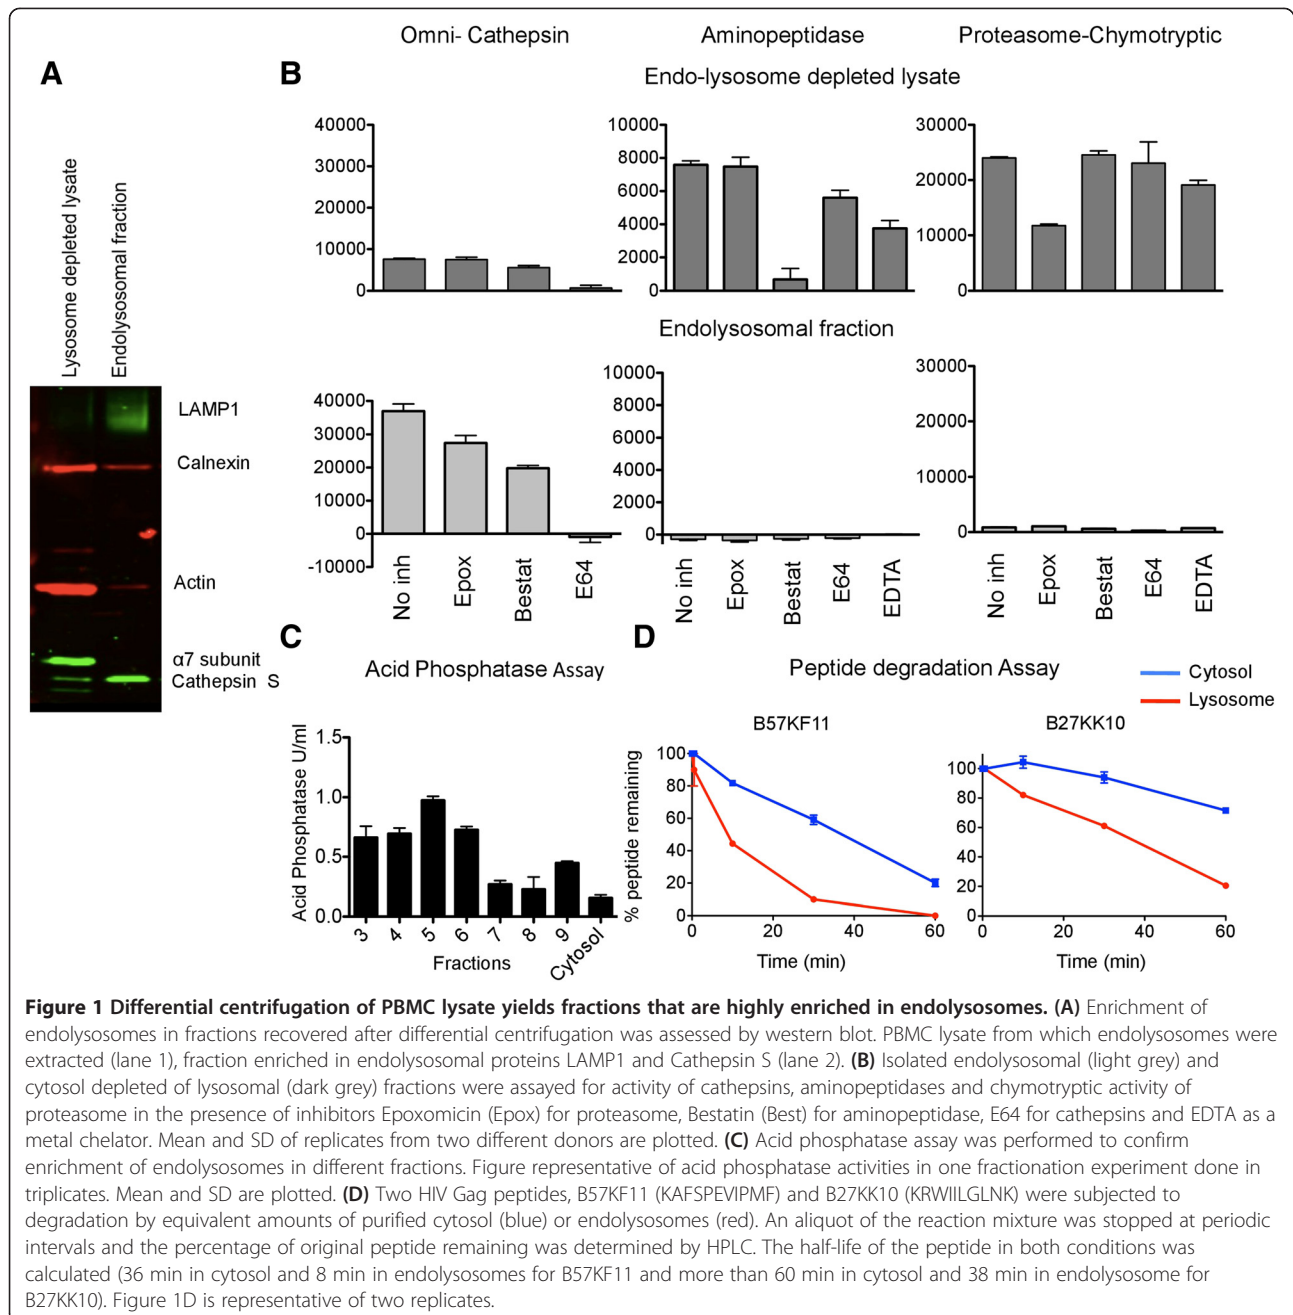 Omni- Cathepsin
Aminopeptidase
Proteasome-Chymotryptic
A
B
Endo-lysosome depleted lysate
Lysosome depleted lysate
Endolysosomal fraction
LAMP1
Calnexin
Actin
α7 subunit
Cathepsin S
40000
30000
20000
10000
0
10000
8000
6000
4000
2000
0
30000
20000
10000
0
Endolysosomal fraction
40000
30000
20000
10000
0
-10000
No inh
Epox
Bestat
E64
10000
8000
6000
4000
2000
0
No inh
Epox
Bestat
E64
EDTA
30000
20000
10000
0
No inh
Epox
Bestat
E64
EDTA
C
Acid Phosphatase Assay
Acid Phosphatase U/ml
1.5
1.0
0.5
0.0
3
4
5
6
7
8
9
Cytosol
Fractions
D
Peptide degradation Assay
Cytosol
Lysosome
B57KF11
% peptide remaining
100
80
60
40
20
0
0
20
40
60
Time (min)
B27KK10
100
80
60
40
20
0
0
20
40
60
Time (min)
Figure 1 Differential centrifugation of PBMC lysate yields fractions that are highly enriched in endolysosomes. (A) Enrichment of
endolysosomes in fractions recovered after differential centrifugation was assessed by western blot. PBMC lysate from which endolysosomes were
extracted (lane 1), fraction enriched in endolysosomal proteins LAMP1 and Cathepsin S (lane 2). (B) Isolated endolysosomal (light grey) and
cytosol depleted of lysosomal (dark grey) fractions were assayed for activity of cathepsins, aminopeptidases and chymotryptic activity of
proteasome in the presence of inhibitors Epoxomicin (Epox) for proteasome, Bestatin (Best) for aminopeptidase, E64 for cathepsins and EDTA as a
metal chelator. Mean and SD of replicates from two different donors are plotted. (C) Acid phosphatase assay was performed to confirm
enrichment of endolysosomes in different fractions. Figure representative of acid phosphatase activities in one fractionation experiment done in
triplicates. Mean and SD are plotted. (D) Two HIV Gag peptides, B57KF11 (KAFSPEVIPMF) and B27KK10 (KRWIILGLNK) were subjected to
degradation by equivalent amounts of purified cytosol (blue) or endolysosomes (red). An aliquot of the reaction mixture was stopped at periodic
intervals and the percentage of original peptide remaining was determined by HPLC. The half-life of the peptide in both conditions was
calculated (36 min in cytosol and 8 min in endolysosomes for B57KF11 and more than 60 min in cytosol and 38 min in endolysosome for
B27KK10). Figure 1D is representative of two replicates.